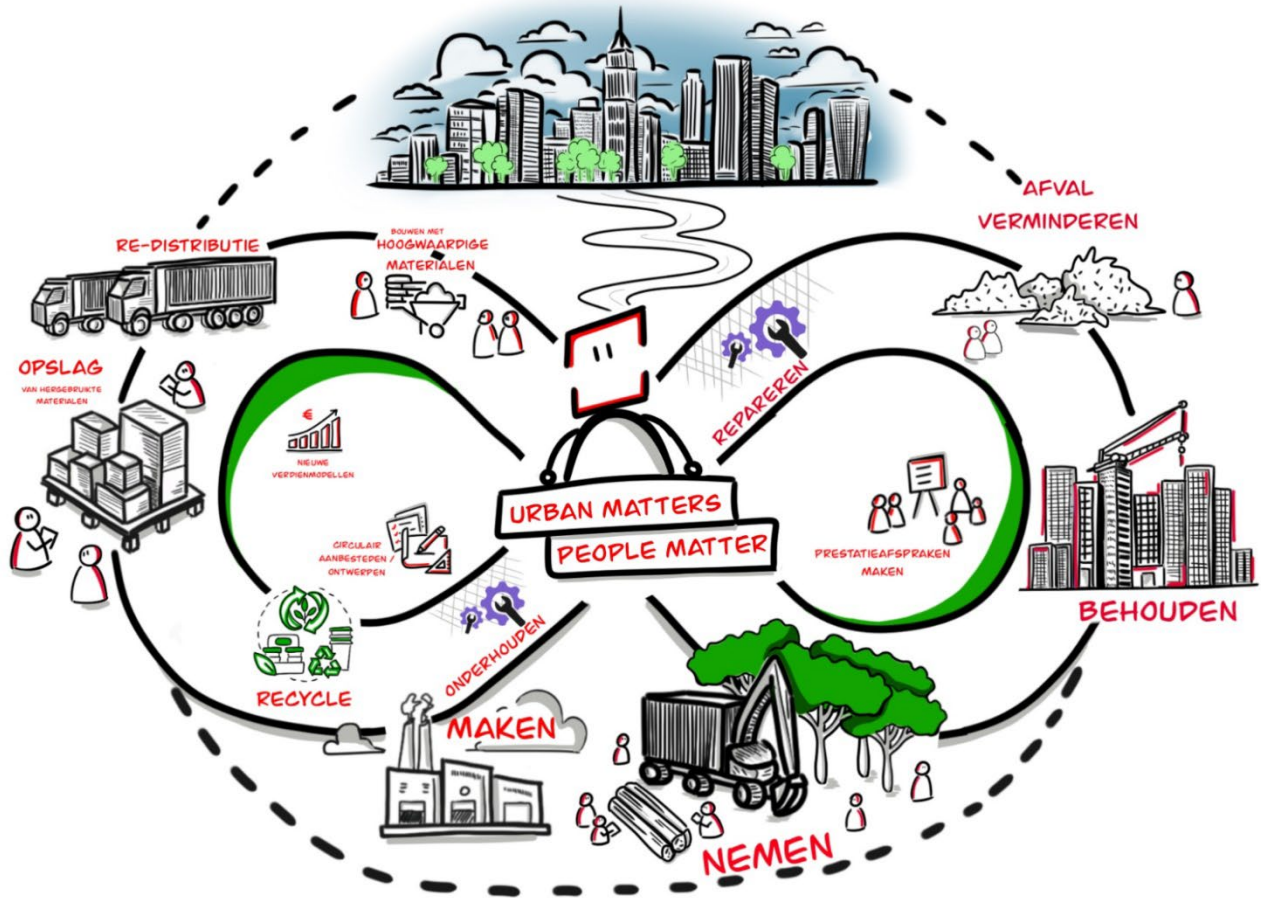 AFVAL
VERMINDEREN
RE-DISTRIBUTIE
BOUWEN MET
HOOGWAARDIGE
MATERIALEN
OPSLAG
VAN HERGEBRUIKTE
MATERIALEN
REPAREREN
€
NIEUWE
VERDIENMODELLEN
URBAN MATTERS
PEOPLE MATTER
CIRCULAIR
AANBESTEDEN /
ONTWERPEN
PRESTATIEAFSPRAKEN
MAKEN
BEHOUDEN
ONDERHOUDEN
RECYCLE
MAKEN
NEMEN